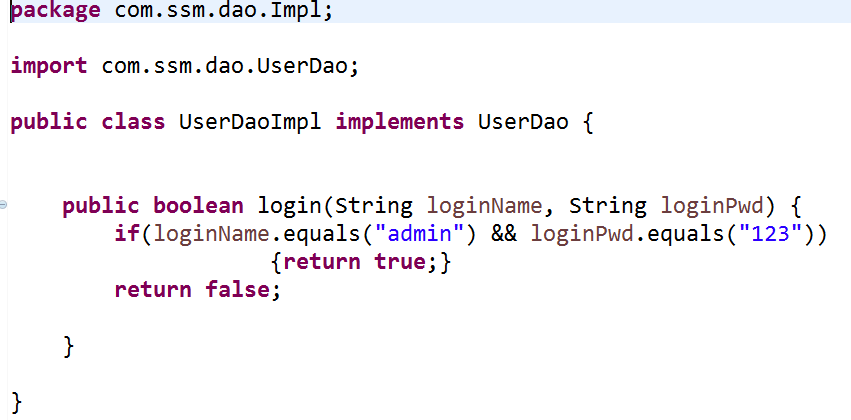 package com.ssm.dao.Impl;
import com.ssm.dao.UserDao;
public class UserDaoImpl implements UserDao {
public boolean login(String loginName, String loginPwd) {
if(loginName.equals("admin") && loginPwd.equals("123"))
{return true;}
return false;
}
}